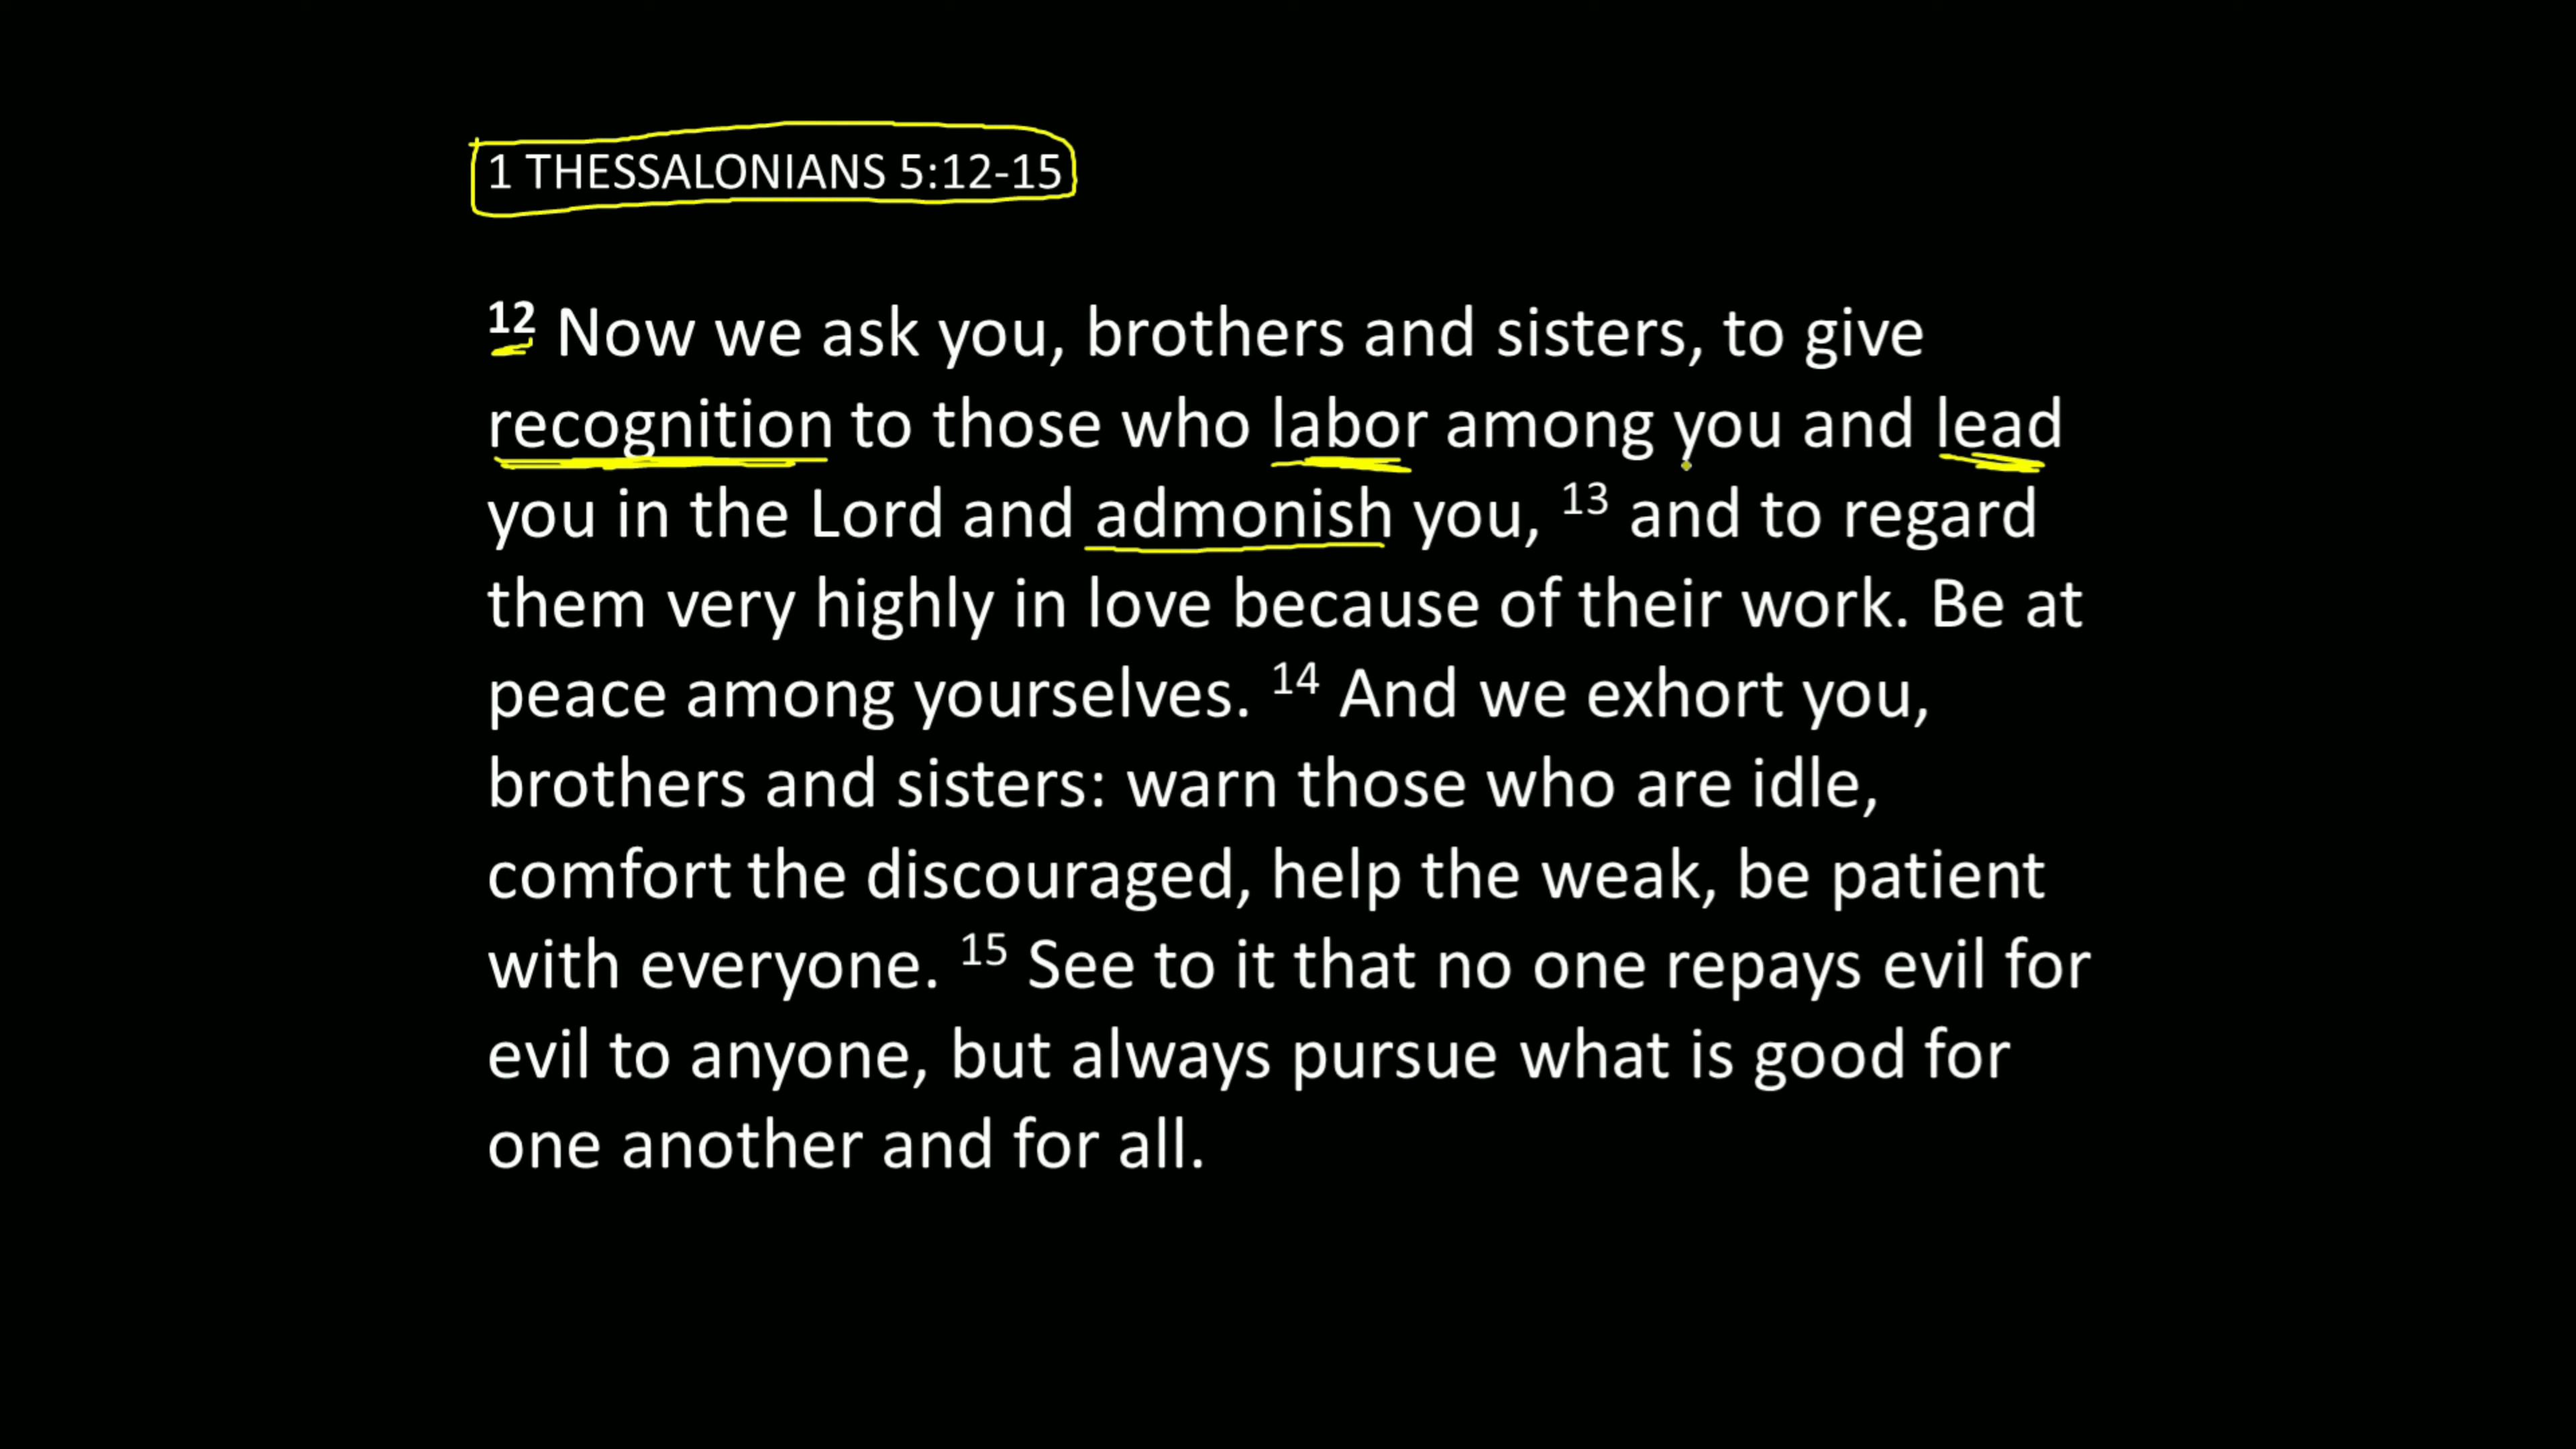 1 THESSALONIANS 5:12-15
12 Now we ask you, brothers and sisters, to give
recognition to those who labor among you and lead
you in the Lord and admonish you, 13 and to regard
them very highly in love because of their work. Be at
peace among yourselves. 14 And we exhort you,
brothers and sisters: warn those who are idle,
comfort the discouraged, help the weak, be patient
with everyone. 15 See to it that no one repays evil for
evil to anyone, but always pursue what is good for
one another and for all.